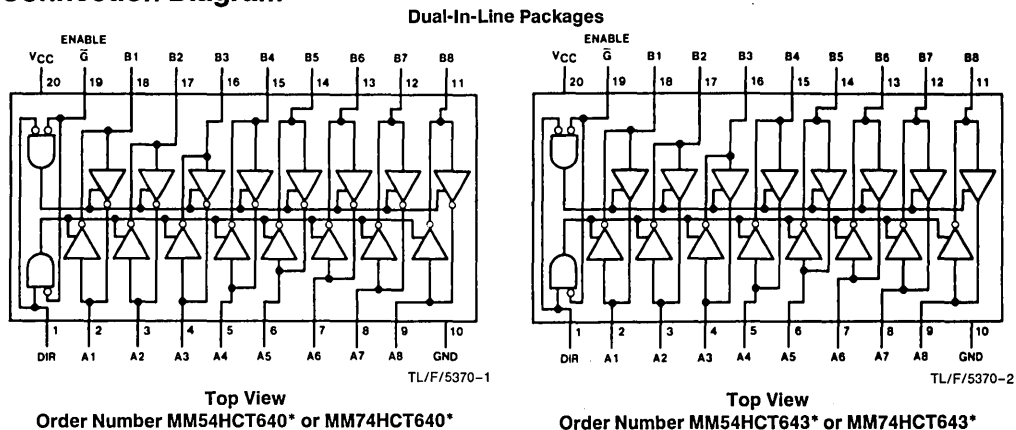 Dual-In-Line Packages
ENABLE
VCC G̅ B1 B2 B3 B4 B5 B6 B7 B8
20 19 18 17 16 15 14 13 12 11
1 2 3 4 5 6 7 8 9 10
DIR A1 A2 A3 A4 A5 A6 A7 A8 GND
TL/F/5370-1
Top View
Order Number MM54HCT640* or MM74HCT640*
ENABLE
VCC G̅ B1 B2 B3 B4 B5 B6 B7 B8
20 19 18 17 16 15 14 13 12 11
1 2 3 4 5 6 7 8 9 10
DIR A1 A2 A3 A4 A5 A6 A7 A8 GND
TL/F/5370-2
Top View
Order Number MM54HCT643* or MM74HCT643*